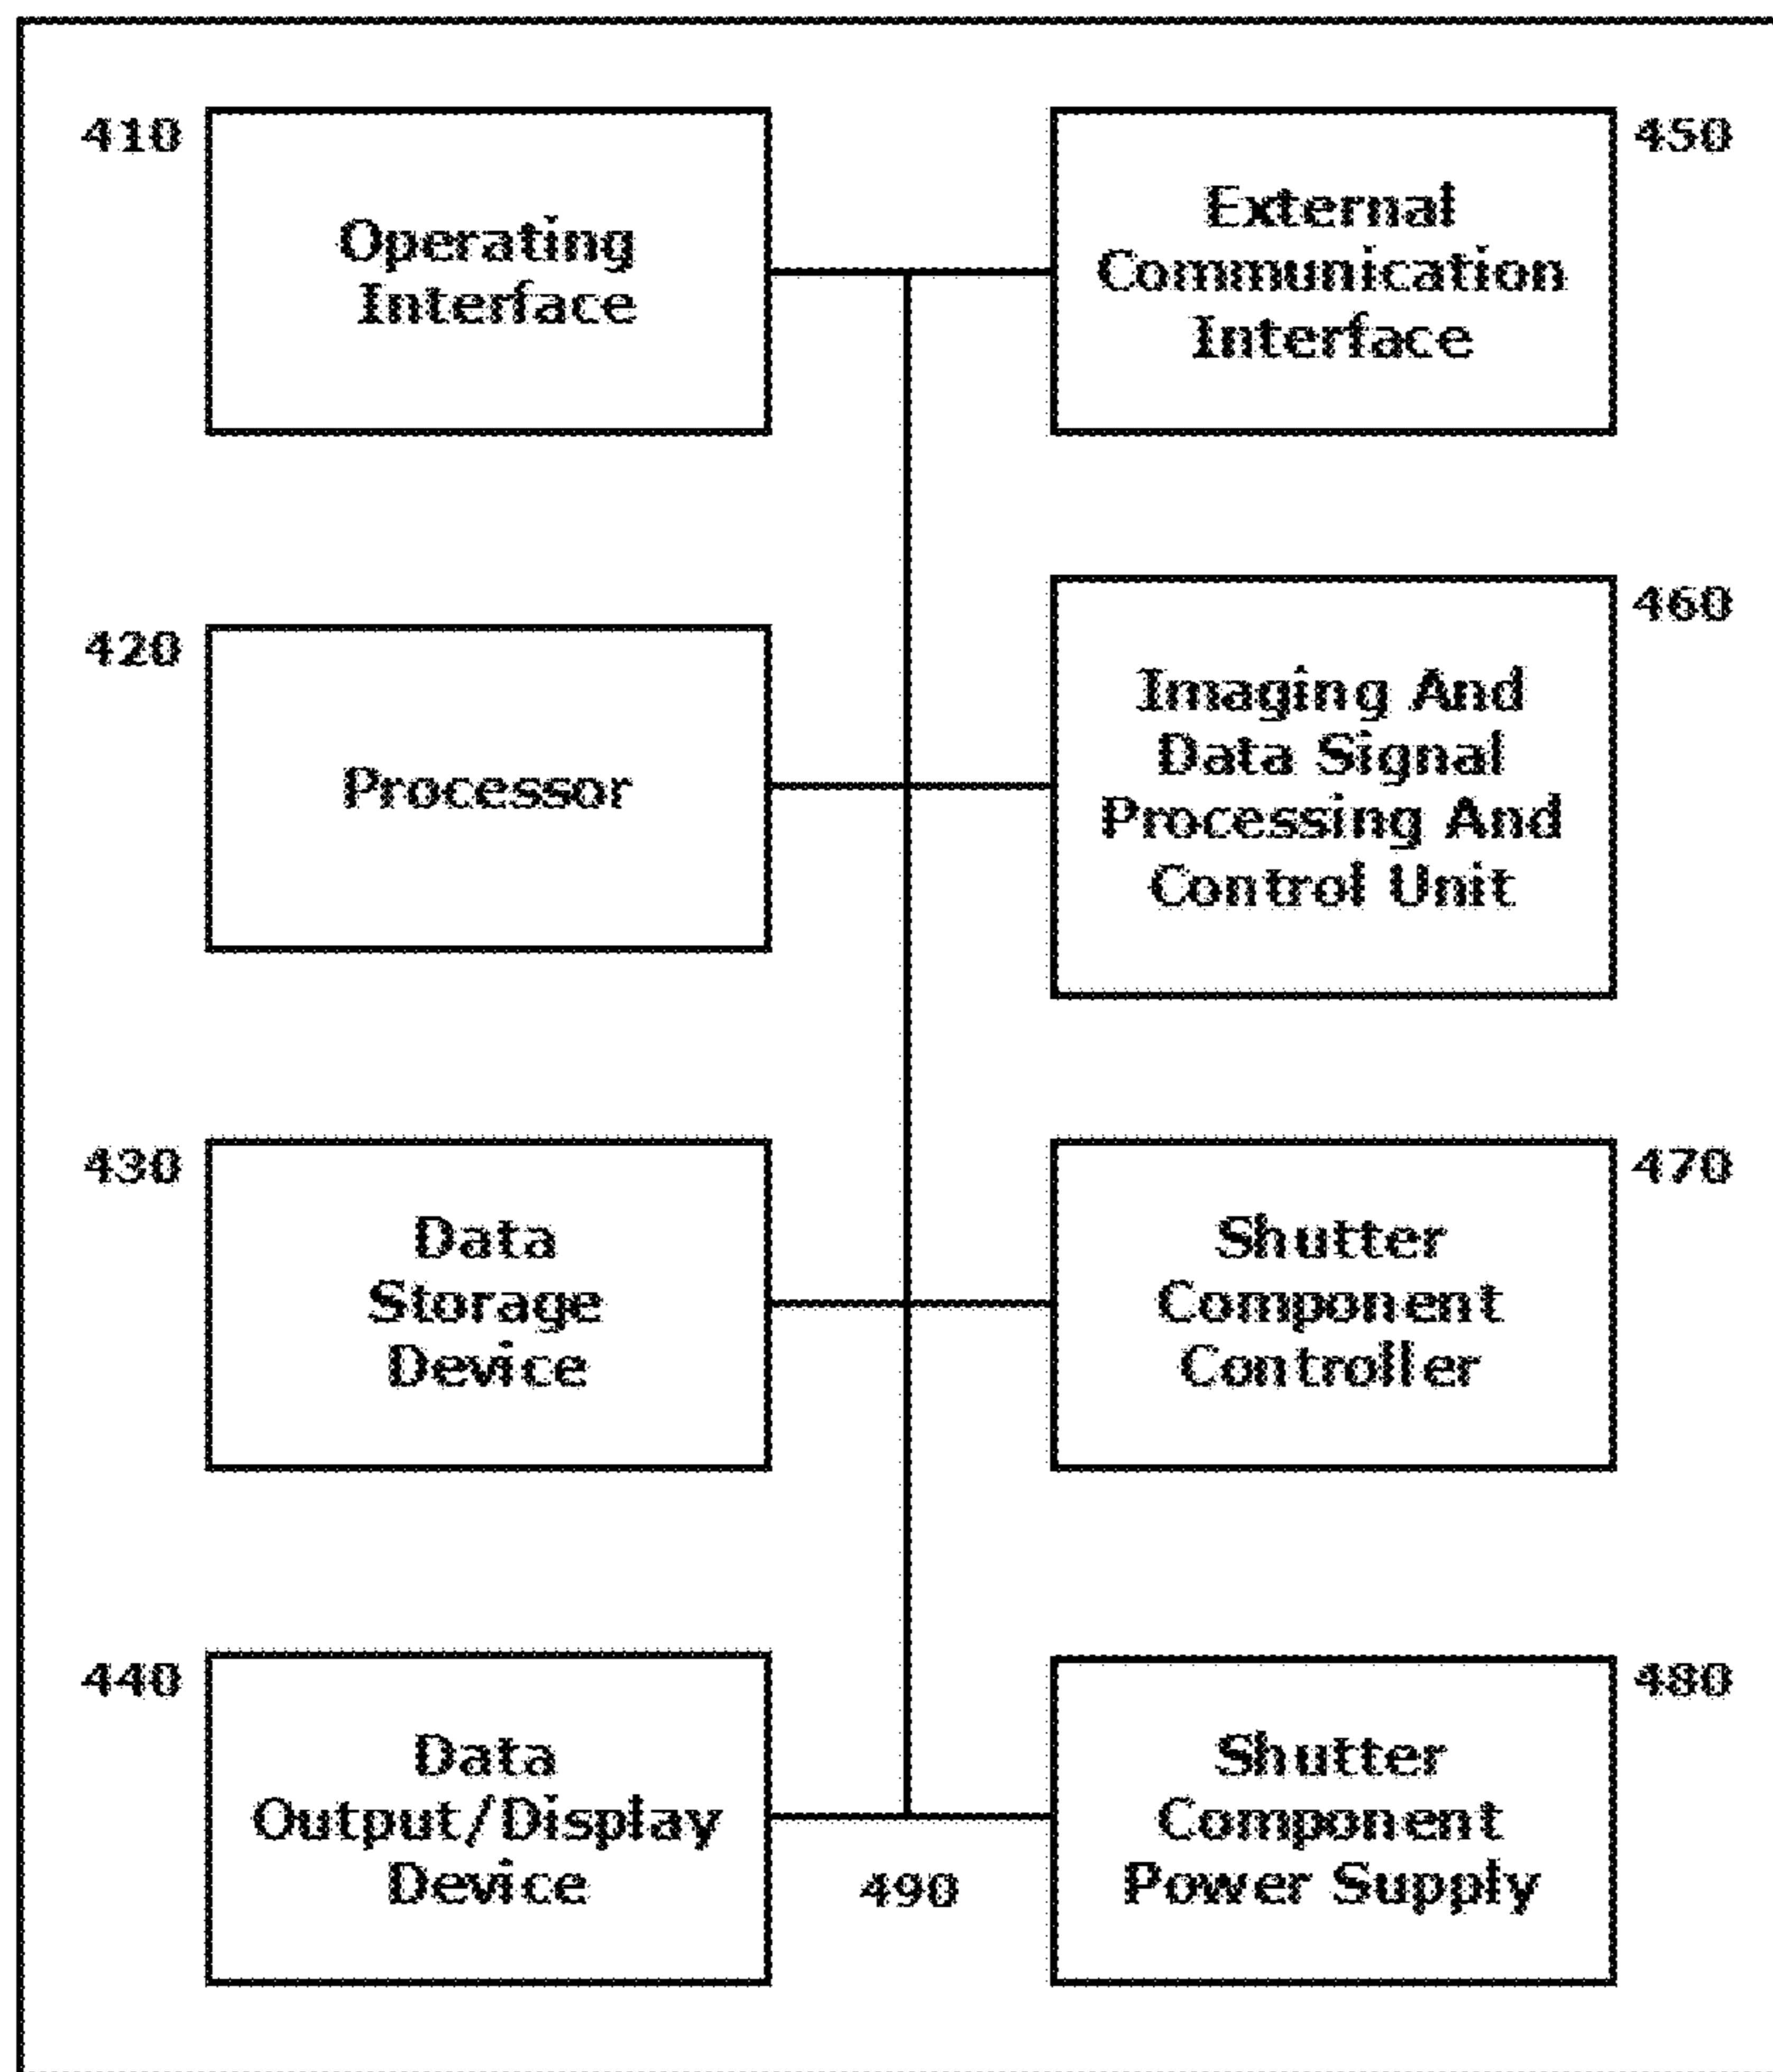 410
Operating
Interface
450
External
Communication
Interface
420
Processor
460
Imaging And
Data Signal
Processing And
Control Unit
430
Data
Storage
Device
470
Shutter
Component
Controller
440
Data
Output/Display
Device
490
480
Shutter
Component
Power Supply